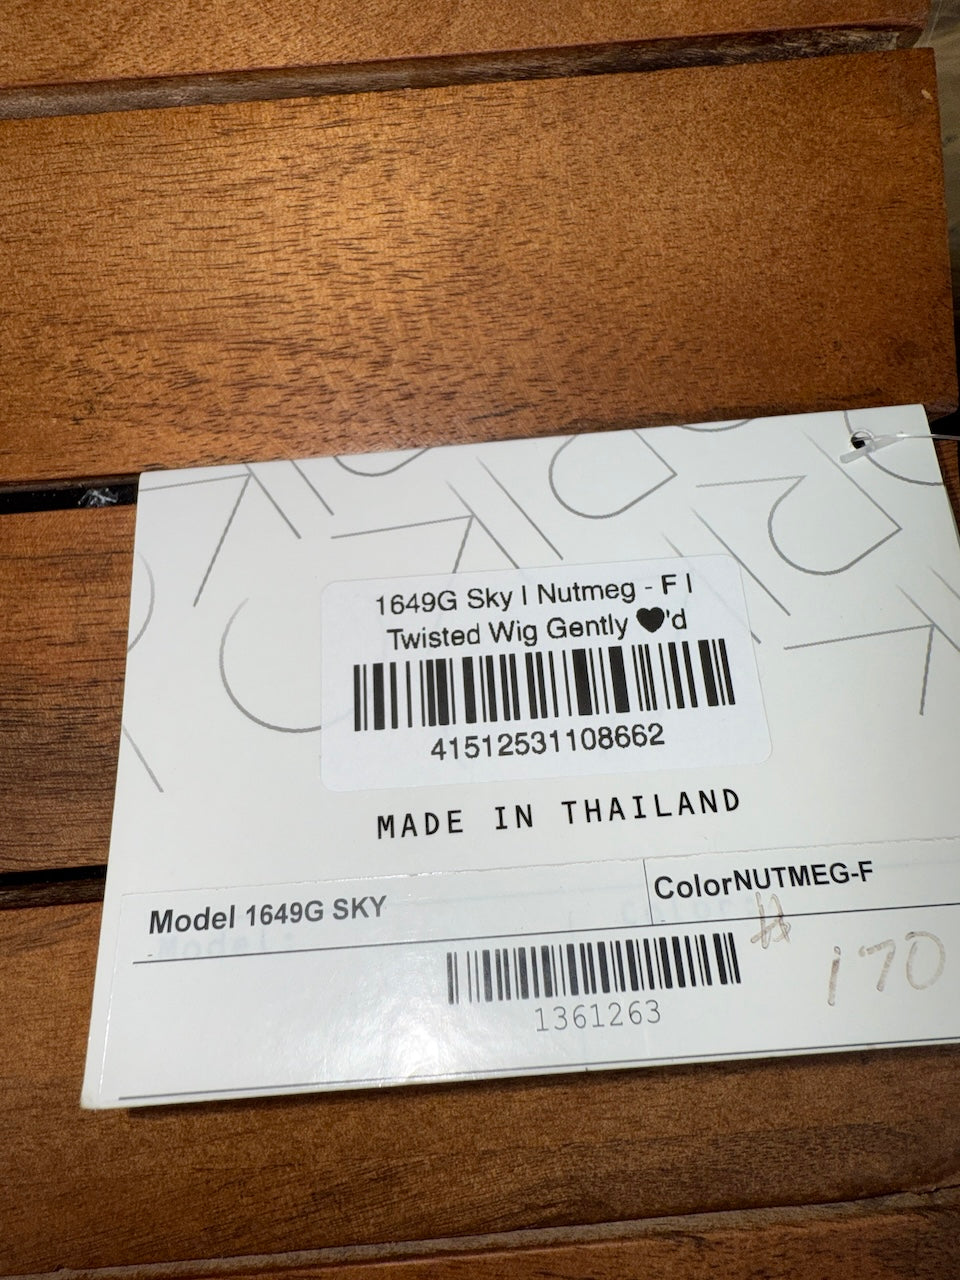 1649G Sky | Nutmeg - F |
Twisted Wig Gently ♥'d
41512531108662
MADE IN THAILAND
Model 1649G SKY
ColorNUTMEG-F
1361263
# 170